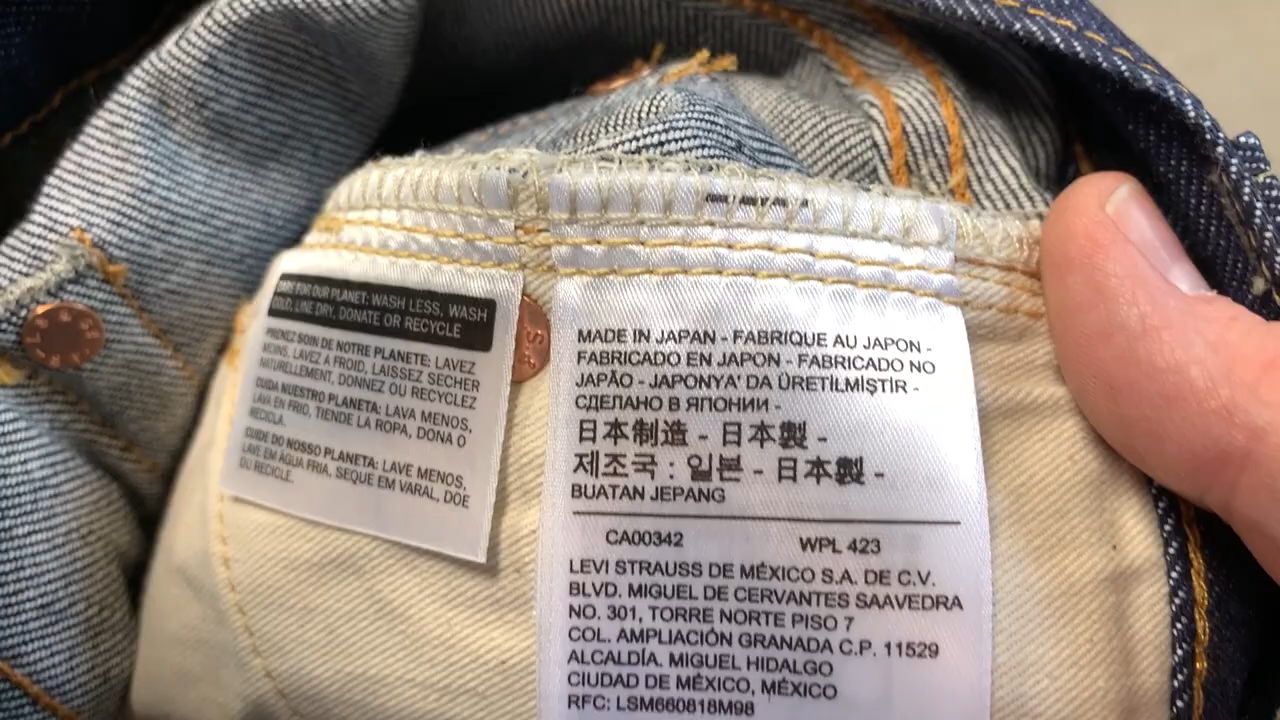 CARE FOR OUR PLANET: WASH LESS, WASH
COLD, LINE DRY, DONATE OR RECYCLE
PRENEZ SOIN DE NOTRE PLANETE: LAVEZ
MOINS, LAVEZ A FROID, LAISSEZ SECHER
NATURELLEMENT, DONNEZ OU RECYCLEZ
CUIDA NUESTRO PLANETA: LAVA MENOS,
LAVA EN FRIO, TIENDE LA ROPA, DONA O
RECICLA.
CUIDE DO NOSSO PLANETA: LAVE MENOS,
LAVE EM ÁGUA FRIA, SEQUE EM VARAL, DOE
OU RECICLE.
MADE IN JAPAN - FABRIQUE AU JAPON -
FABRICADO EN JAPON - FABRICADO NO
JAPÃO - JAPONYA' DA ÜRETILMIŞTIR -
СДЕЛАНО В ЯПОНИИ -
日本制造 - 日本製 -
제조국 : 일본 - 日本製 -
BUATAN JEPANG
CA00342 WPL 423
LEVI STRAUSS DE MÉXICO S.A. DE C.V.
BLVD. MIGUEL DE CERVANTES SAAVEDRA
NO. 301, TORRE NORTE PISO 7
COL. AMPLIACIÓN GRANADA C.P. 11529
ALCALDÍA. MIGUEL HIDALGO
CIUDAD DE MÉXICO, MÉXICO
RFC: LSM660818M98